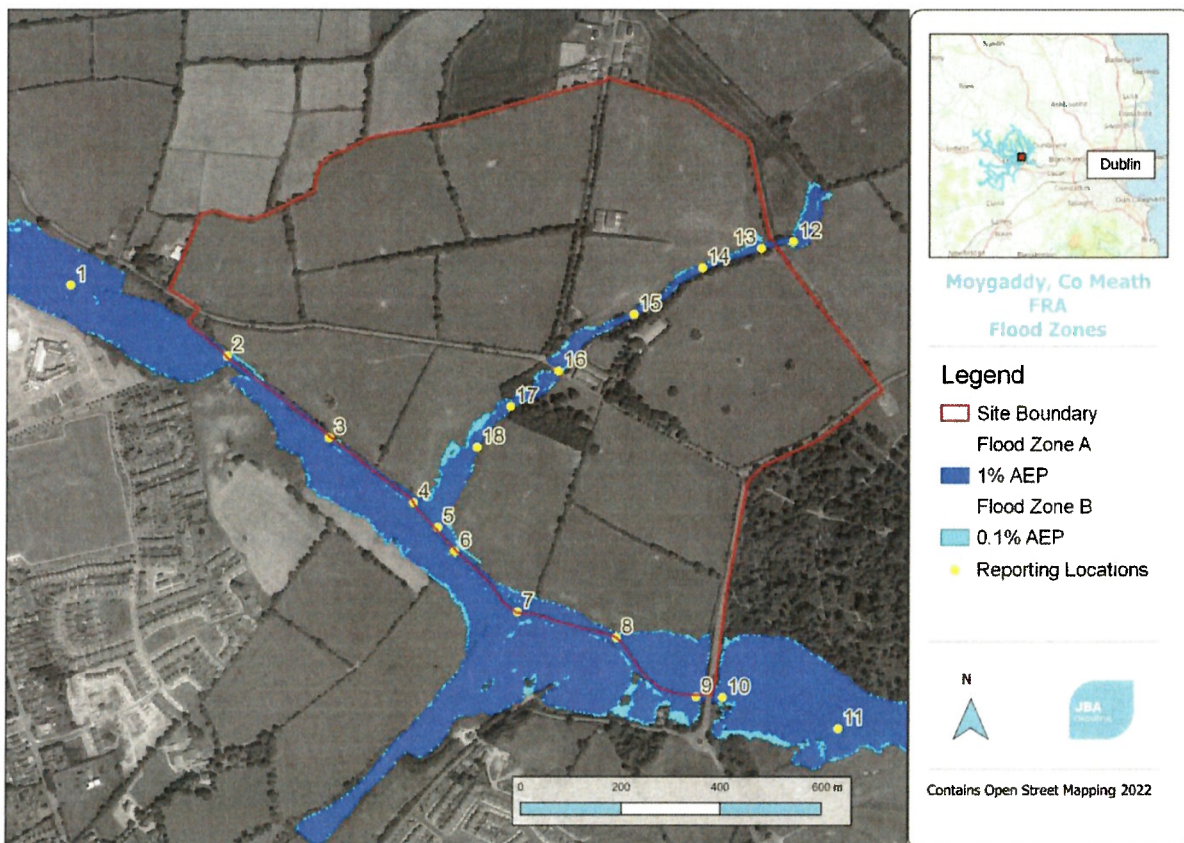 1
2
3
4
5
6
7
8
9
10
11
12
13
14
15
16
17
18
0 200 400 600 m
Dublin
Moygaddy, Co Meath
FRA
Flood Zones
Legend
Site Boundary
Flood Zone A
1% AEP
Flood Zone B
0.1% AEP
Reporting Locations
N
JBA
consulting
Contains Open Street Mapping 2022